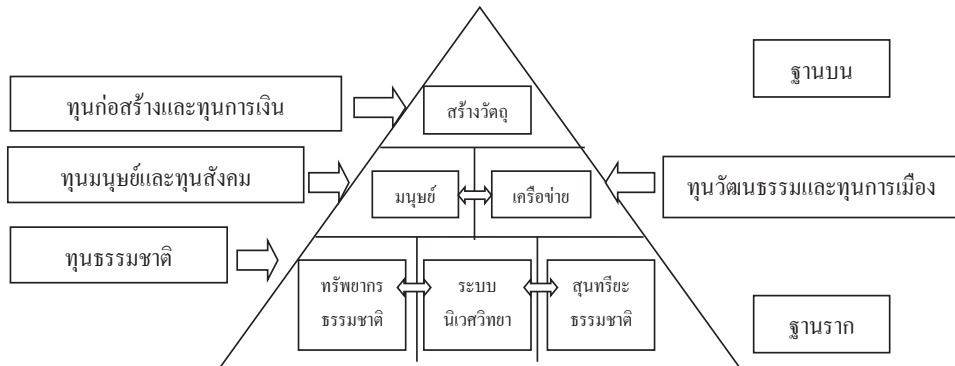 ฐานบน
ทุนก่อสร้างและทุนการเงิน
สร้างวัตถุ
ทุนมนุษย์และทุนสังคม
มนุษย์
เครือข่าย
ทุนวัฒนธรรมและทุนการเมือง
ทุนธรรมชาติ
ทรัพยากร
ธรรมชาติ
ระบบ
นิเวศวิทยา
สุนทรียะ
ธรรมชาติ
ฐานราก